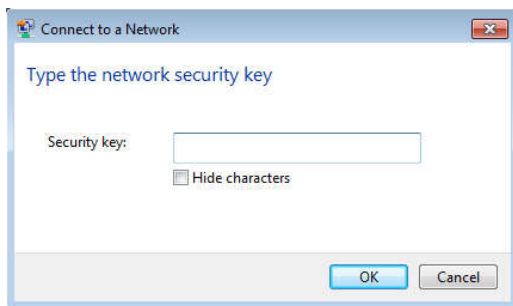 Connect to a Network
Type the network security key
Security key:
Hide characters
OK Cancel